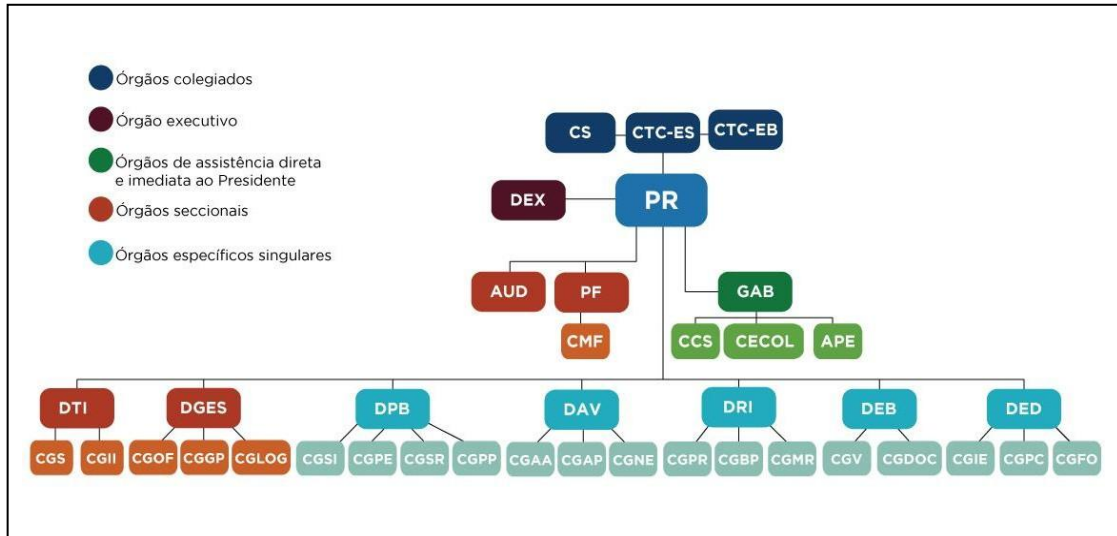 Órgãos colegiados
Órgão executivo
Órgãos de assistência direta
e imediata ao Presidente
Órgãos seccionais
Órgãos específicos singulares
CS CTC-ES CTC-EB
DEX PR
AUD PF GAB
CMF CCS CECOL APE
DTI DGES DPB DAV DRI DEB DED
CGS CGII CGOF CGGP CGLOG CGSI CGPE CGSR CGPP CGAA CGAP CGNE CGPR CGBP CGMR CGV CGDOC CGIE CGPC CGFO